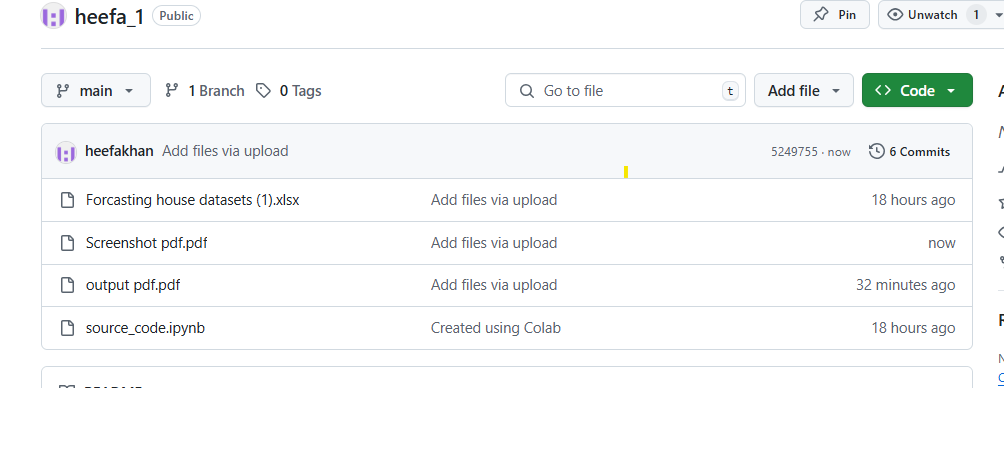 heefa_1 Public Pin Unwatch 1
main 1 Branch 0 Tags Go to file t Add file Code
heefakhan Add files via upload 5249755 · now 6 Commits
Forcasting house datasets (1).xlsx Add files via upload 18 hours ago
Screenshot pdf.pdf Add files via upload now
output pdf.pdf Add files via upload 32 minutes ago
source_code.ipynb Created using Colab 18 hours ago